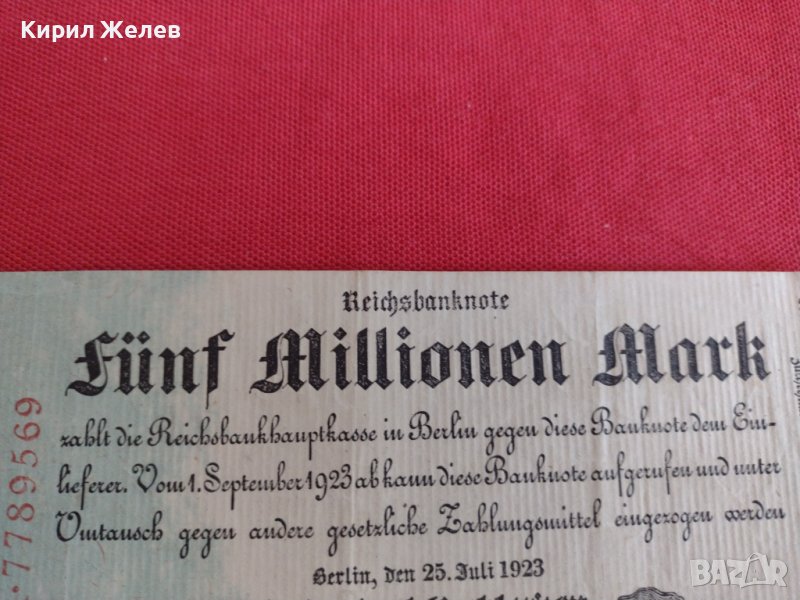 Кирил Желев
Reichsbanknote
Fünf Millionen Mark
zahlt die Reichsbankhauptkasse in Berlin gegen diese Banknote dem Ein-
lieferer. Vom 1. September 1923 ab kann diese Banknote aufgerufen und unter
Umtausch gegen andere gesetzliche Zahlungsmittel eingezogen werden
Berlin, den 25. Juli 1923
7789569
BAZAR